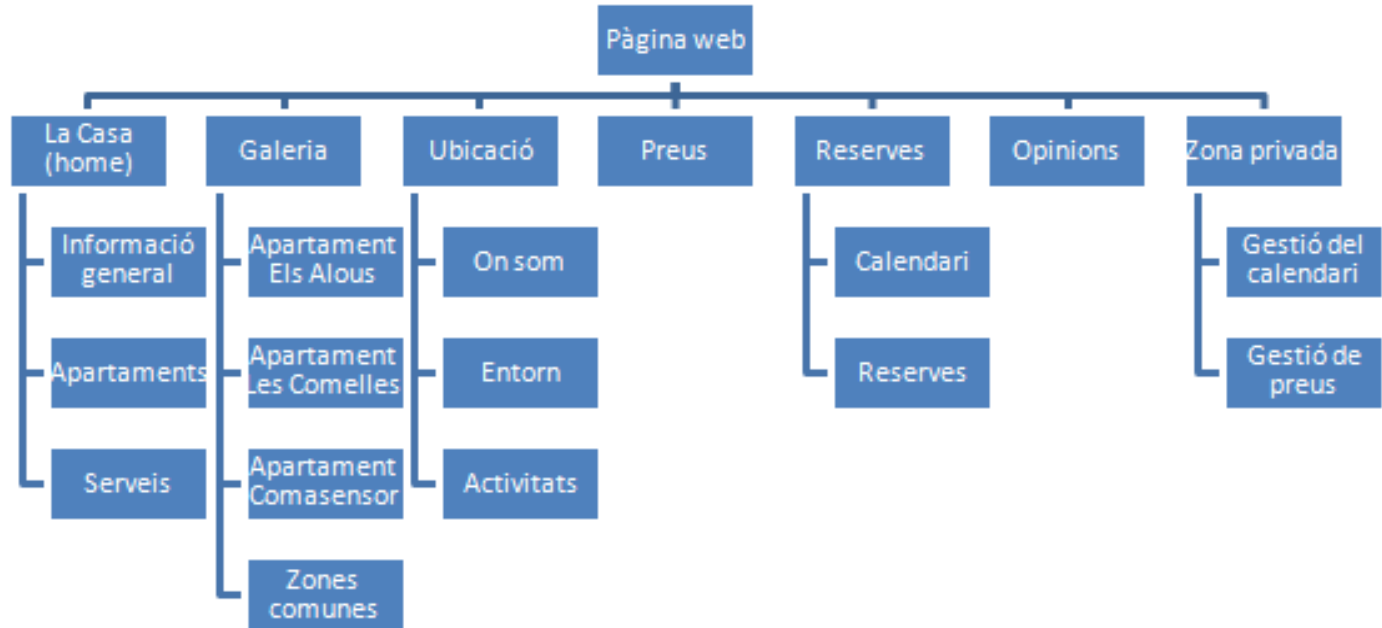 Pàgina web
La Casa
(home)
Galeria
Ubicació
Preus
Reserves
Opinions
Zona privada
Informació
general
Apartaments
Serveis
Apartament
Els Alous
Apartament
Les Comelles
Apartament
Comasensor
Zones
comunes
On som
Entorn
Activitats
Calendari
Reserves
Gestió del
calendari
Gestió de
preus